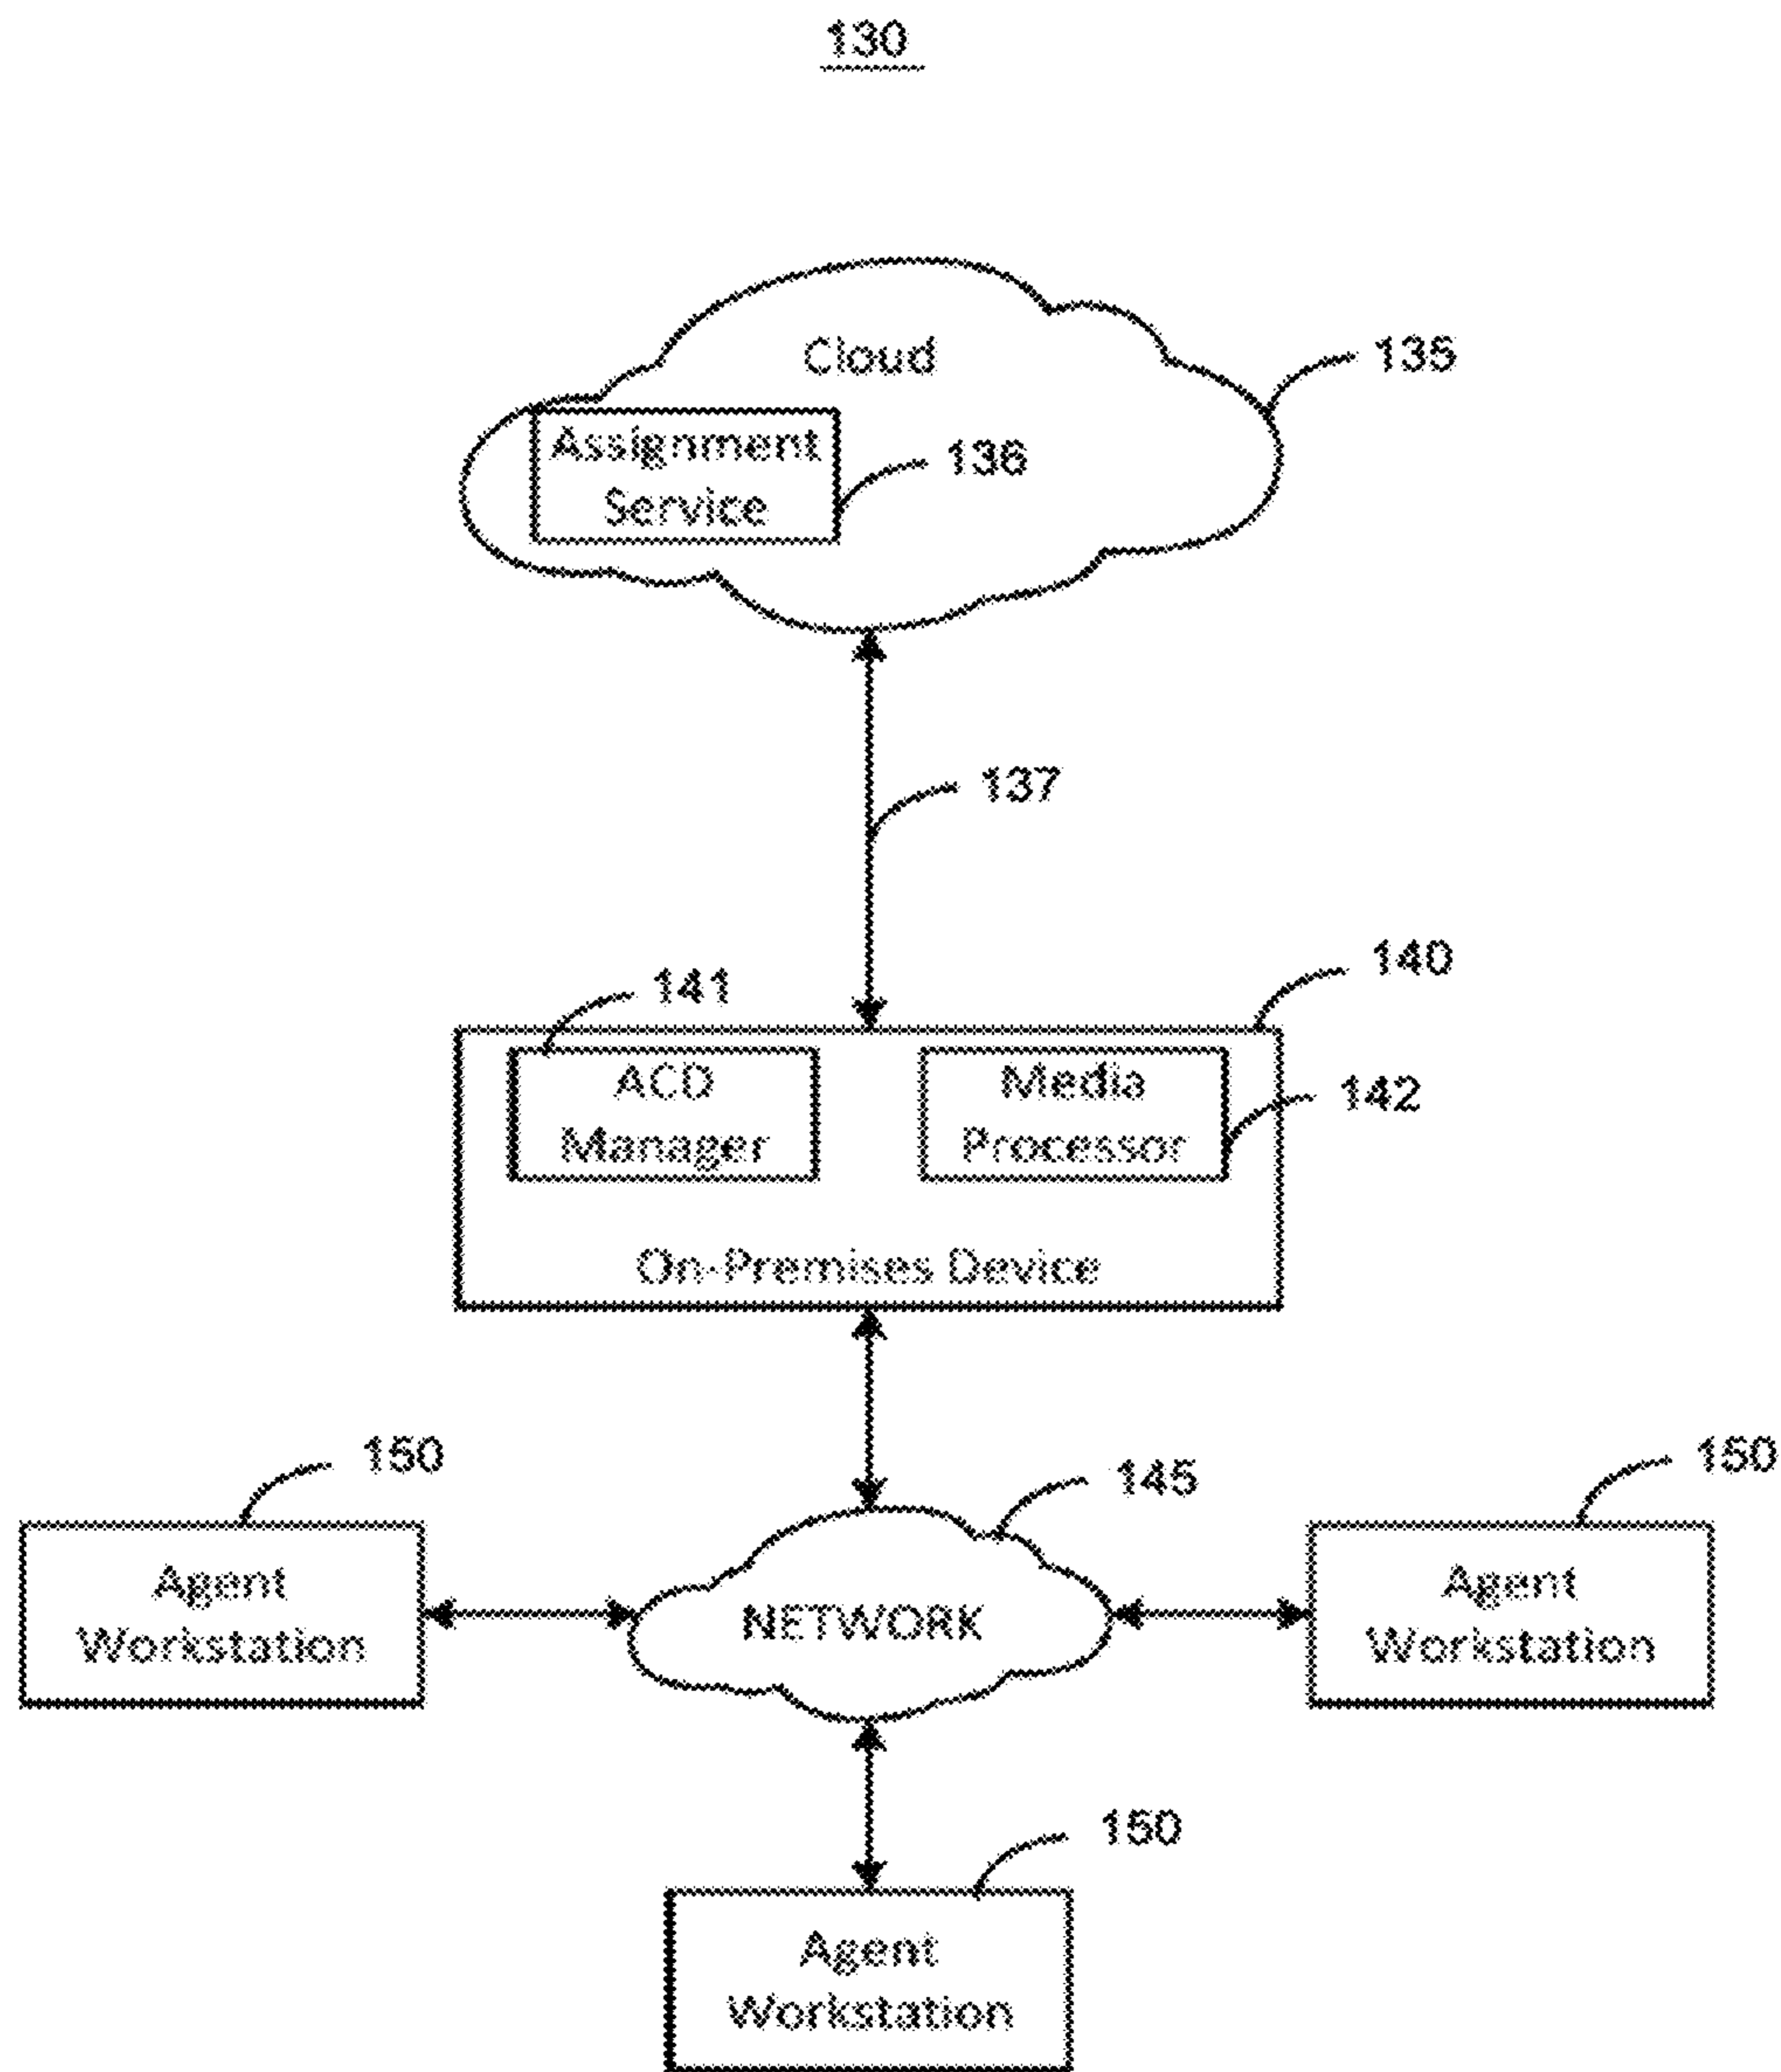 130
Cloud
135
Assignment
Service
136
137
140
141
ACD
Manager
Media
Processor
142
On-Premises Device
150
145
150
Agent
Workstation
NETWORK
Agent
Workstation
150
Agent
Workstation